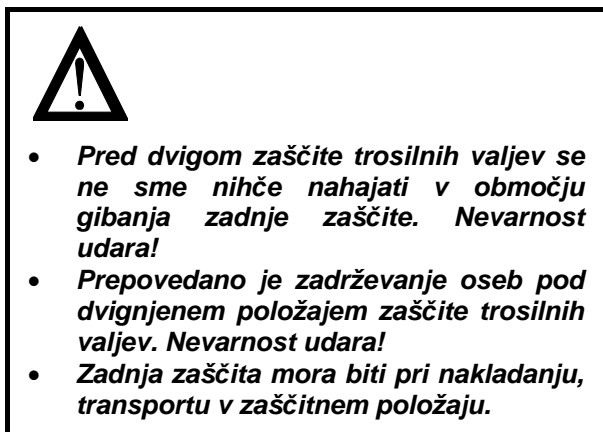 • Pred dvigom zaščite trosilnih valjev se
ne sme nihče nahajati v območju
gibanja zadnje zaščite. Nevarnost
udara!
• Prepovedano je zadrževanje oseb pod
dvignjenem položajem zaščite trosilnih
valjev. Nevarnost udara!
• Zadnja zaščita mora biti pri nakladanju,
transportu v zaščitnem položaju.